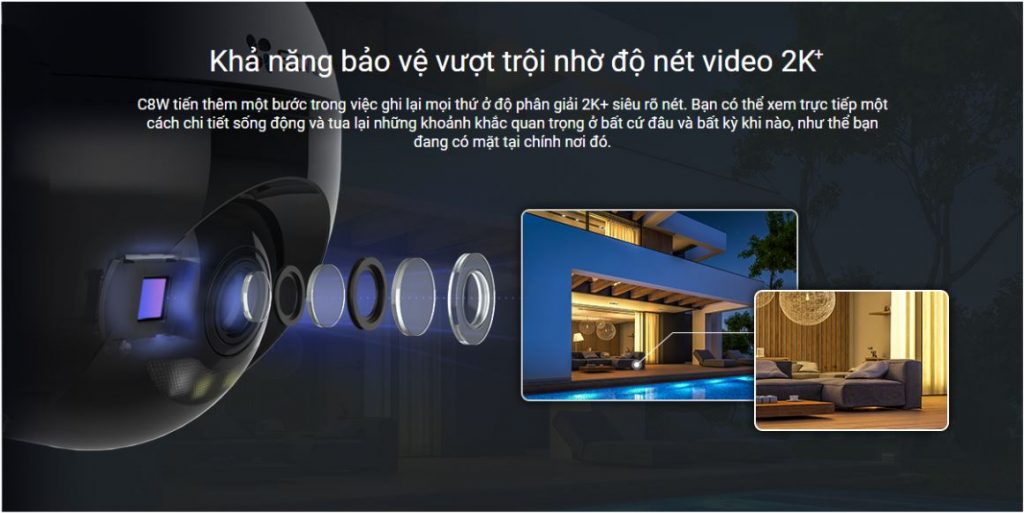 Khả năng bảo vệ vượt trội nhờ độ nét video 2K⁺
C8W tiến thêm một bước trong việc ghi lại mọi thứ ở độ phân giải 2K+ siêu rõ nét. Bạn có thể xem trực tiếp một
cách chi tiết sống động và tua lại những khoảnh khắc quan trọng ở bất cứ đâu và bất kỳ khi nào, như thể bạn
đang có mặt tại chính nơi đó.